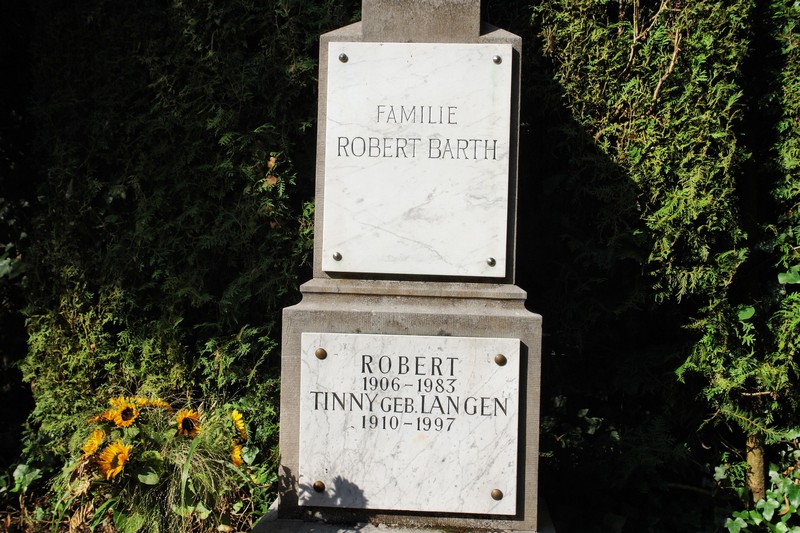 FAMILIE
ROBERT BARTH
ROBERT
1906-1983
TINNY GEB. LANGEN
1910-1997